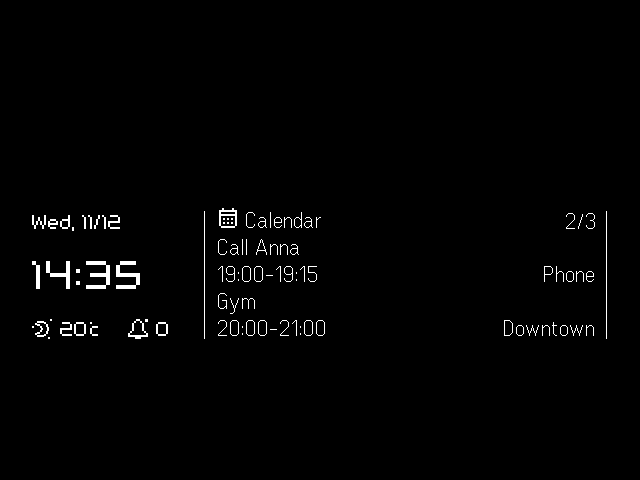 Wed, 11/12
14:35
20c 0
Calendar 2/3
Call Anna
19:00-19:15 Phone
Gym
20:00-21:00 Downtown